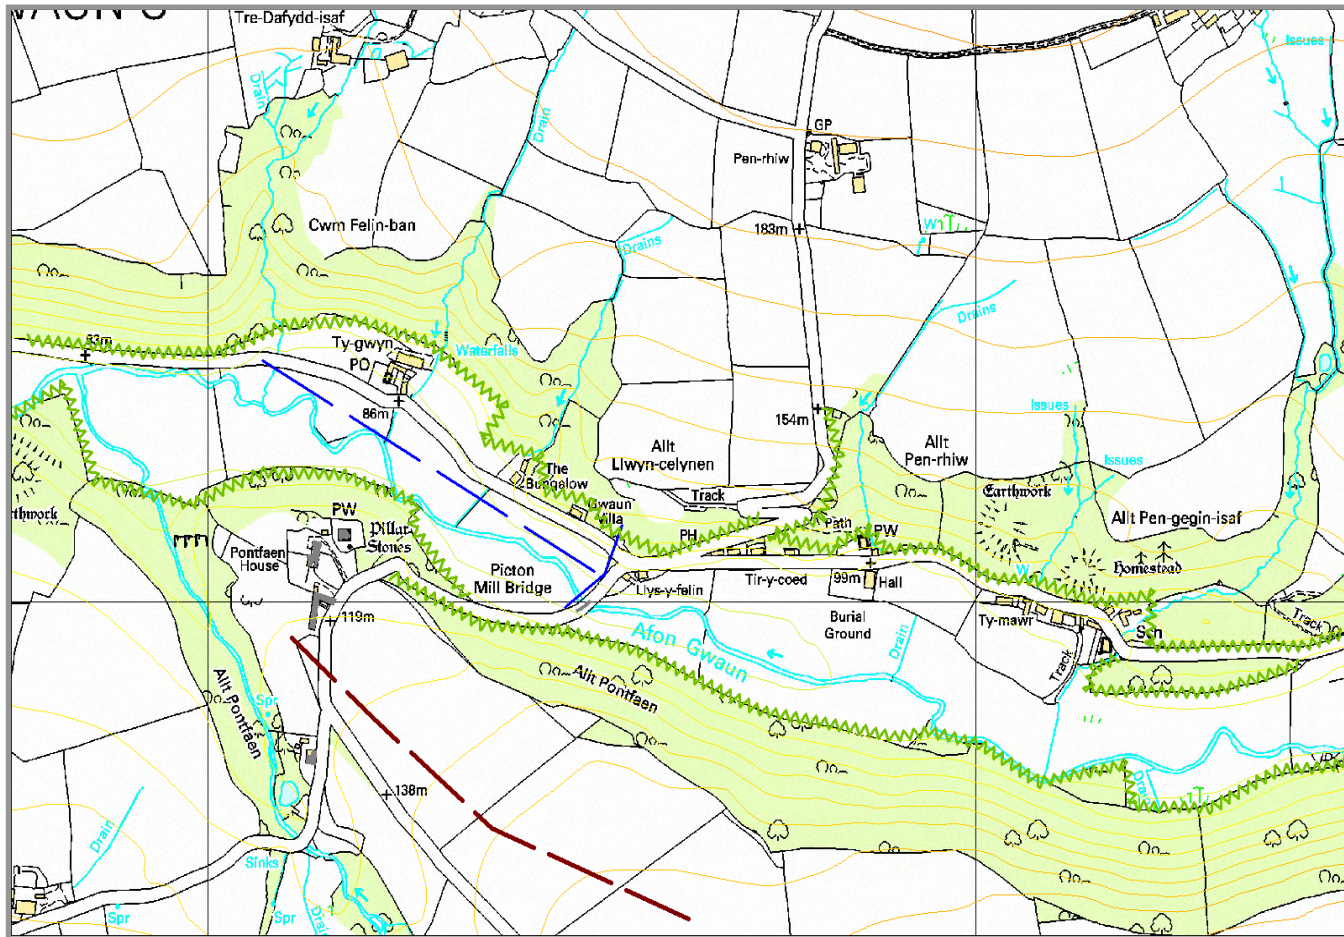 Tre-Dafydd-isaf
Issues
Drain
Drain
GP
Pen-rhiw
Cwm Felin-ban
W
183m
Drains
Drains
Ty-gwyn
PO
Waterfalls
86m
154m
Issues
Allt
Llwyn-celynen
Allt
Pen-rhiw
Issues
The
Bungalow
Track
Earthwork
Gwaun
Villa
PW
Pillar
Stones
Path
PW
PH
Allt Pen-gegin-isaf
Pontfaen
House
Picton
Mill Bridge
Llys-y-felin
Tir-y-coed
99m
Hall
W
Homestead
119m
Afon Gwaun
Burial
Ground
Drain
Ty-mawr
Sch
Track
Track
Allt Pontfaen
Allt Pontfaen
Spr
138m
Drain
Drain
Sinks
Spr
Spr
Drain